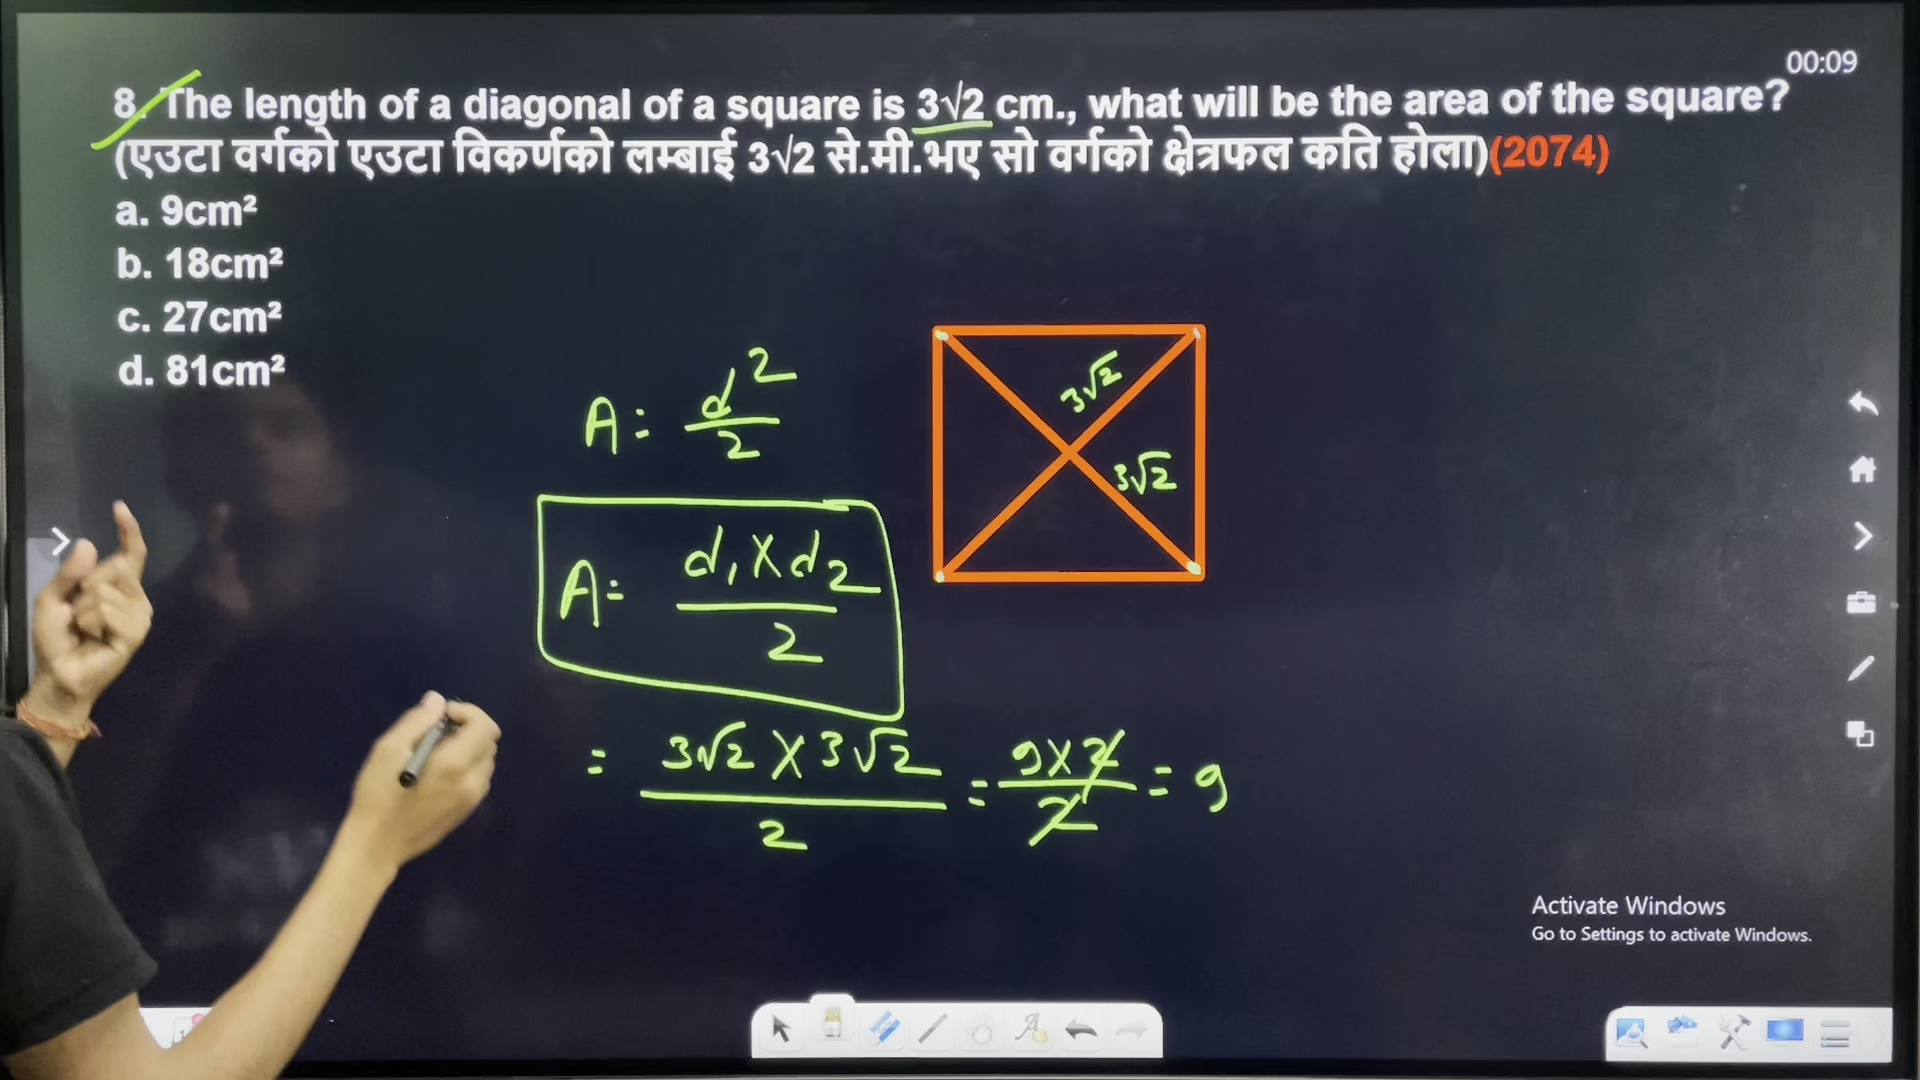 00:09
8. The length of a diagonal of a square is 3√2 cm., what will be the area of the square?
(एउटा वर्गको एउटा विकर्णको लम्बाई 3√2 से.मी.भए सो वर्गको क्षेत्रफल कति होला)(2074)
a. 9cm²
b. 18cm²
c. 27cm²
d. 81cm²
A = d²/2
3√2
3√2
A = d₁ x d₂ / 2
= 3√2 x 3√2 / 2 = 9 x 2 / 2 = 9
Activate Windows
Go to Settings to activate Windows.